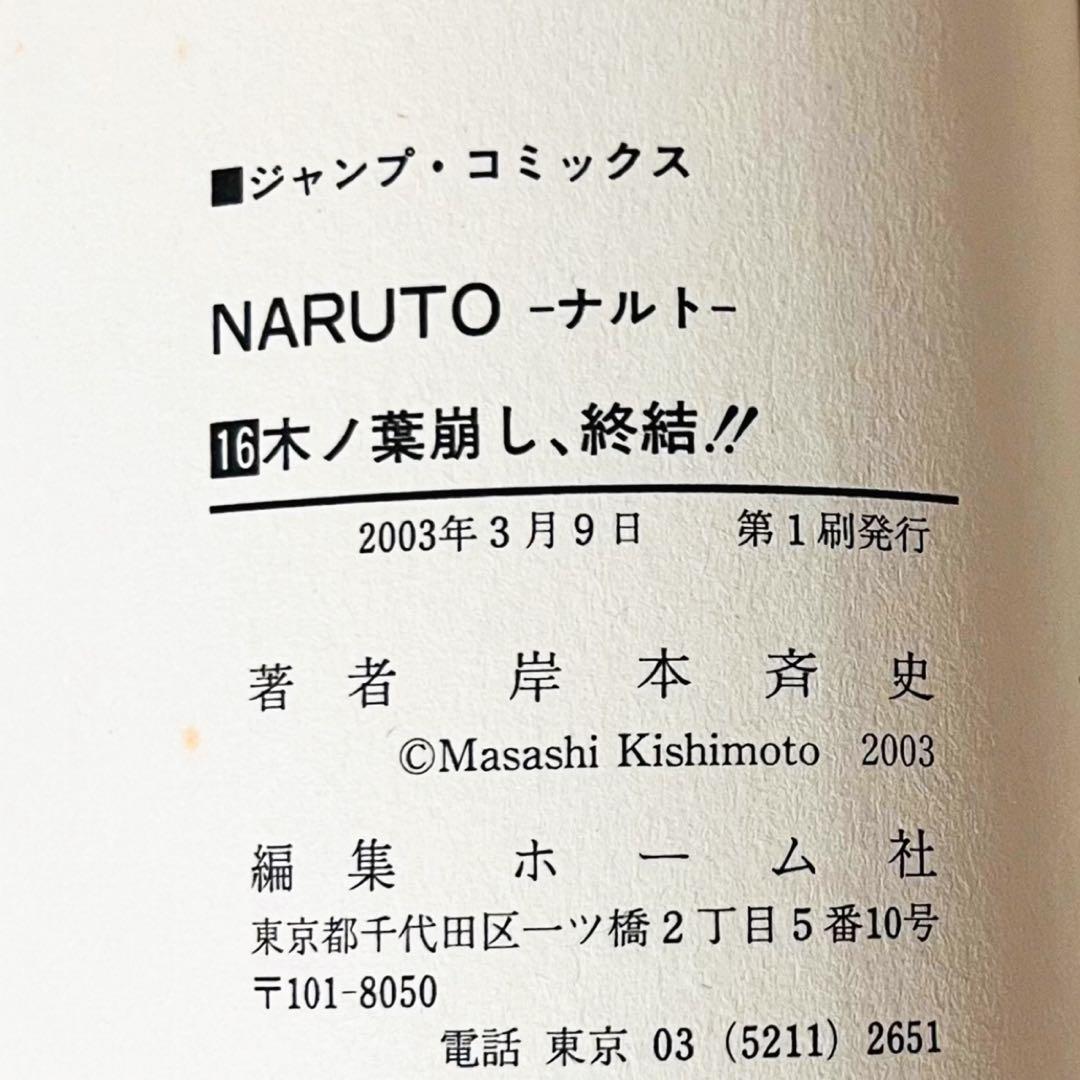 ■ジャンプ・コミックス
NARUTO -ナルト-
16木ノ葉崩し、終結!!
2003年3月9日　第1刷発行
著者　岸本斉史
©Masashi Kishimoto 2003
編集　ホーム社
東京都千代田区一ツ橋2丁目5番10号
〒101-8050
電話 東京 03 (5211) 2651